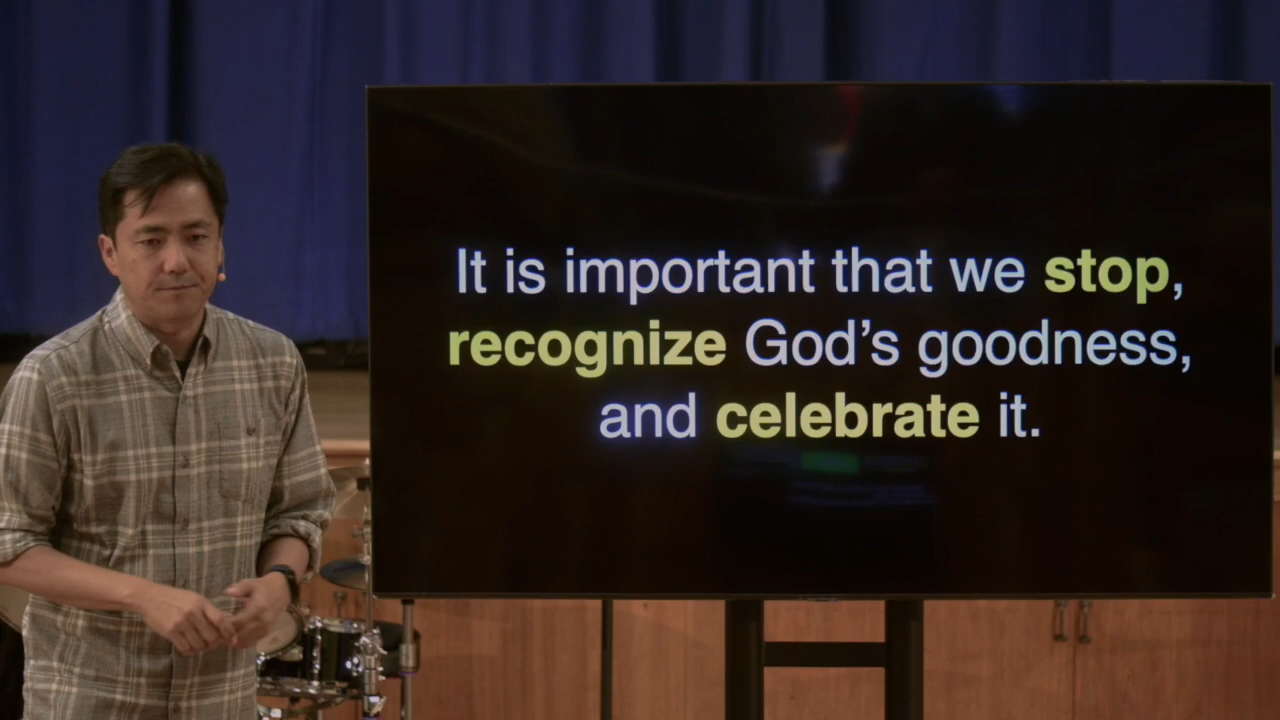 It is important that we stop,
recognize God’s goodness,
and celebrate it.